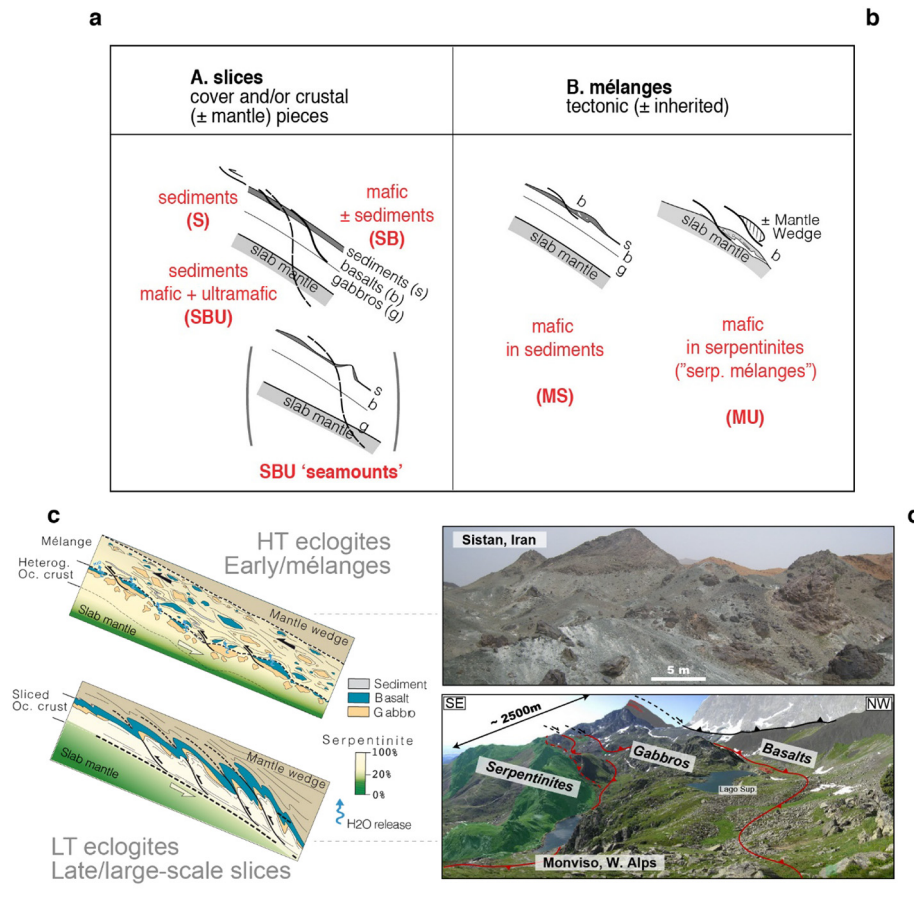 a
b
A. slices
cover and/or crustal
(± mantle) pieces
B. mélanges
tectonic (± inherited)
sediments
(S)
mafic
± sediments
(SB)
sediments
mafic + ultramafic
(SBU)
slab mantle
sediments (s)
basalts (b)
gabbros (g)
slab mantle
s
b
g
SBU 'seamounts'
b
s
b
g
slab mantle
mafic
in sediments
(MS)
slab mantle
± Mantle
Wedge
b
mafic
in serpentinites
("serp. mélanges")
(MU)
c
Mélange
Heterog.
Oc. crust
Slab mantle
Mantle wedge
HT eclogites
Early/mélanges
Sediment
Basalt
Gabbro
Serpentinite
100%
20%
0%
H2O release
Sliced
Oc. crust
Slab mantle
Mantle wedge
LT eclogites
Late/large-scale slices
Sistan, Iran
5 m
SE
NW
~ 2500m
Serpentinites
Gabbros
Basalts
Lago Sup.
Monviso, W. Alps